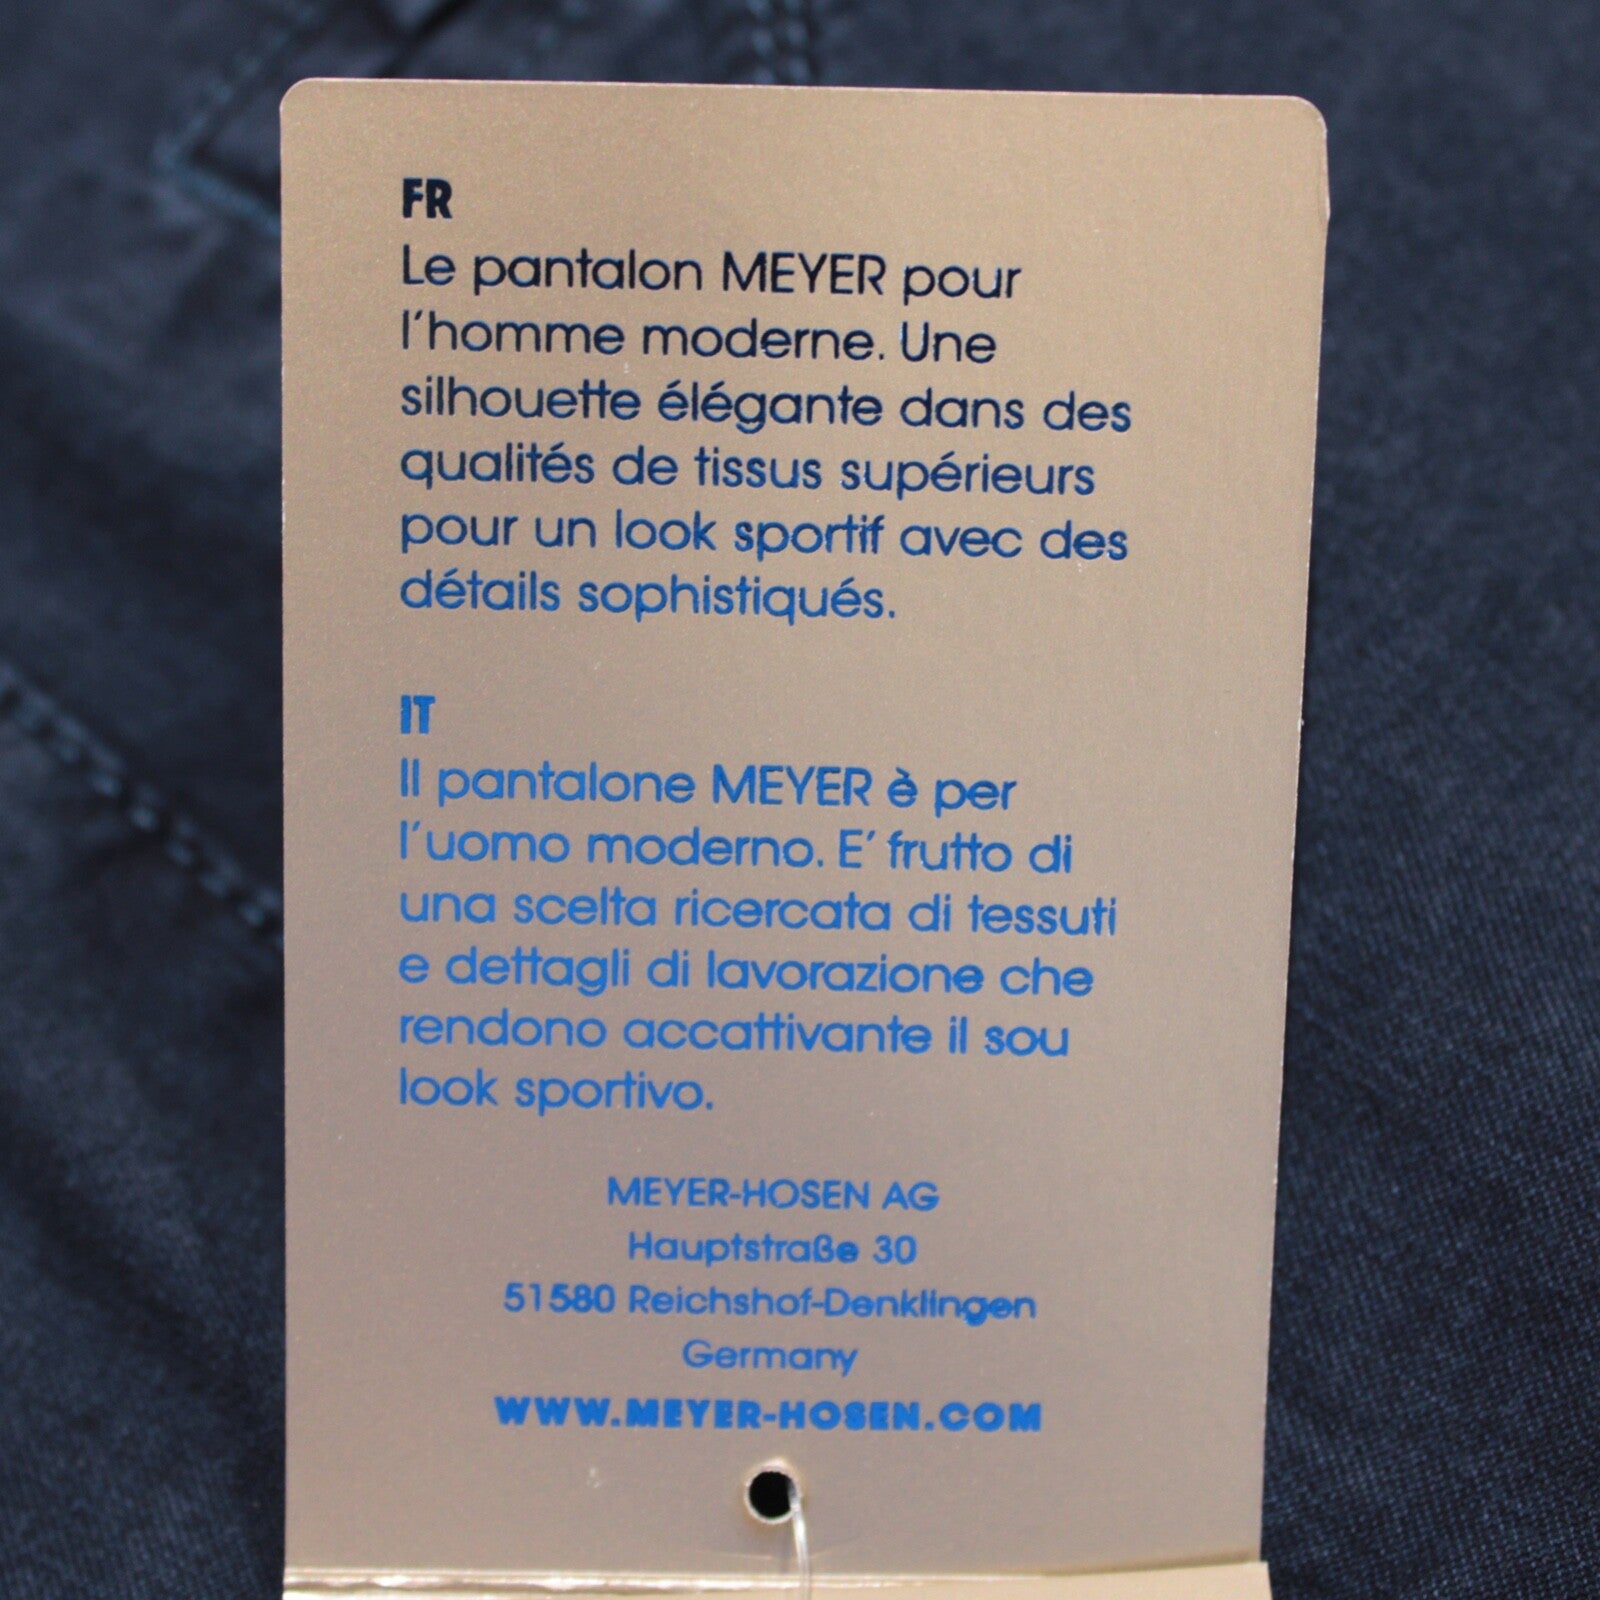 FR
Le pantalon MEYER pour
l'homme moderne. Une
silhouette élégante dans des
qualités de tissus supérieurs
pour un look sportif avec des
détails sophistiqués.
IT
Il pantalone MEYER è per
l'uomo moderno. E' frutto di
una scelta ricercata di tessuti
e dettagli di lavorazione che
rendono accattivante il sou
look sportivo.
MEYER-HOSEN AG
Hauptstraße 30
51580 Reichshof-Denklingen
Germany
WWW.MEYER-HOSEN.COM